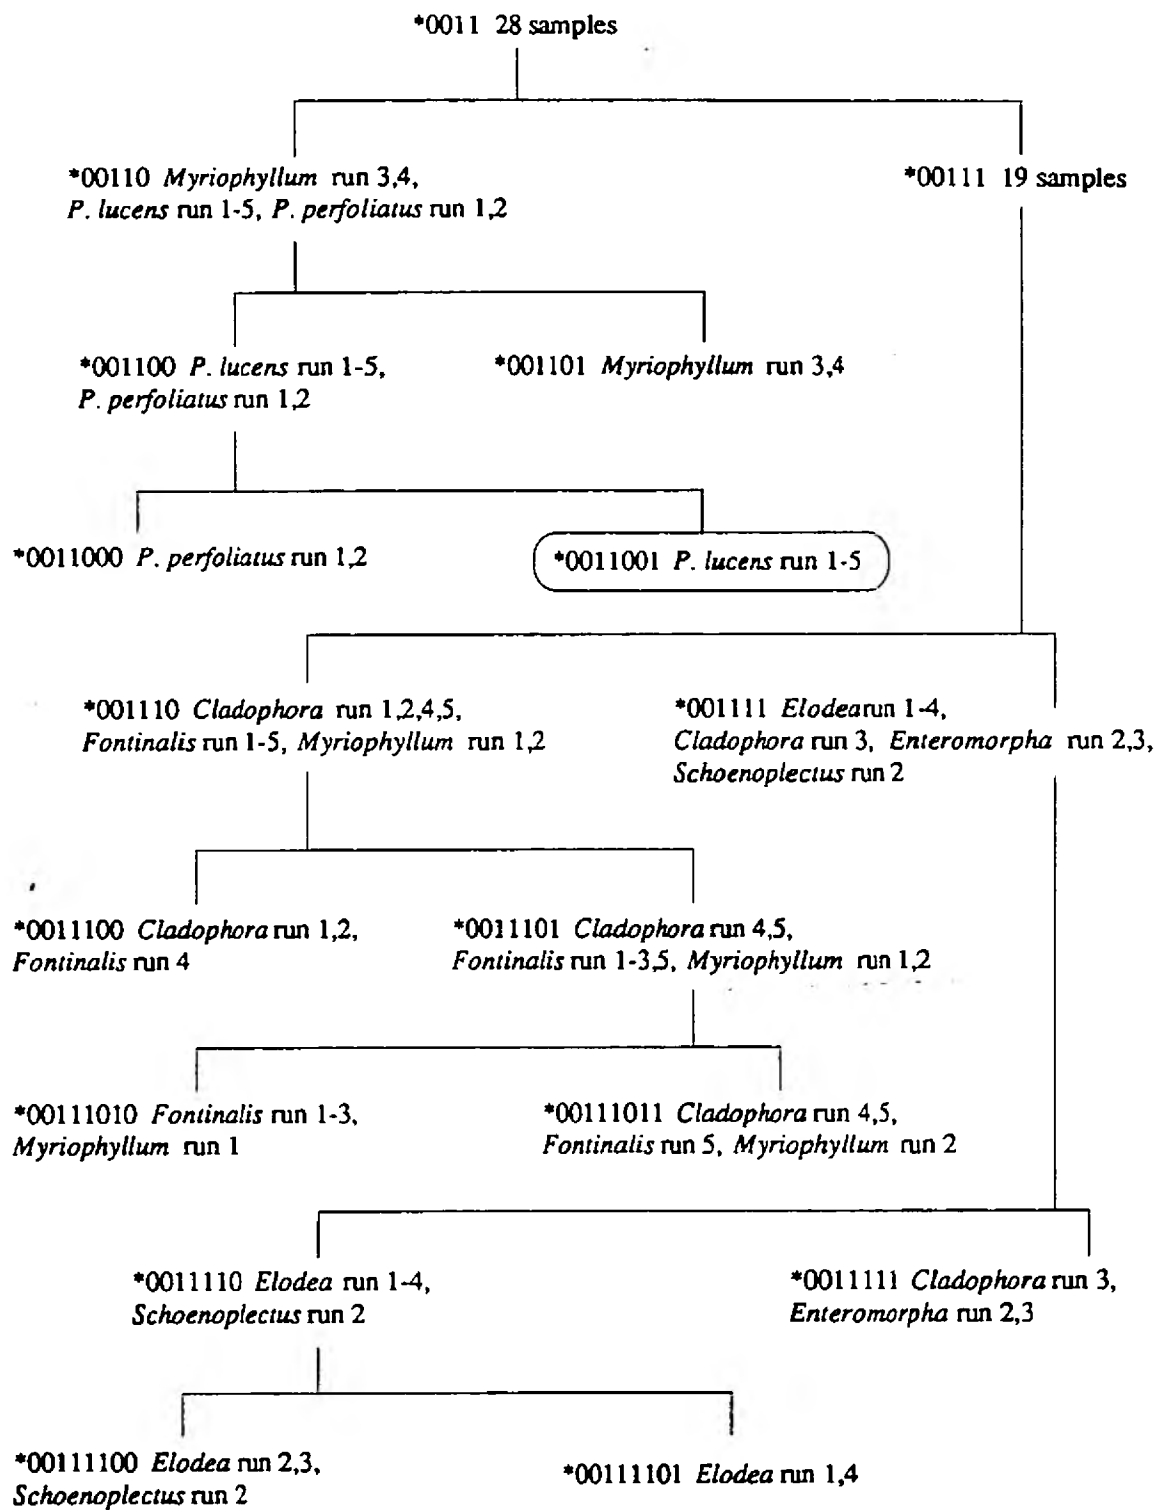 *0011 28 samples
*00110 Myriophyllum run 3,4,
P. lucens run 1-5, P. perfoliatus run 1,2
*00111 19 samples
*001100 P. lucens run 1-5,
P. perfoliatus run 1,2
*001101 Myriophyllum run 3,4
*0011000 P. perfoliatus run 1,2
*0011001 P. lucens run 1-5
*001110 Cladophora run 1,2,4,5,
Fontinalis run 1-5, Myriophyllum run 1,2
*001111 Elodea run 1-4,
Cladophora run 3, Enteromorpha run 2,3,
Schoenoplectus run 2
*0011100 Cladophora run 1,2,
Fontinalis run 4
*0011101 Cladophora run 4,5,
Fontinalis run 1-3,5, Myriophyllum run 1,2
*00111010 Fontinalis run 1-3,
Myriophyllum run 1
*00111011 Cladophora run 4,5,
Fontinalis run 5, Myriophyllum run 2
*0011110 Elodea run 1-4,
Schoenoplectus run 2
*0011111 Cladophora run 3,
Enteromorpha run 2,3
*00111100 Elodea run 2,3,
Schoenoplectus run 2
*00111101 Elodea run 1,4